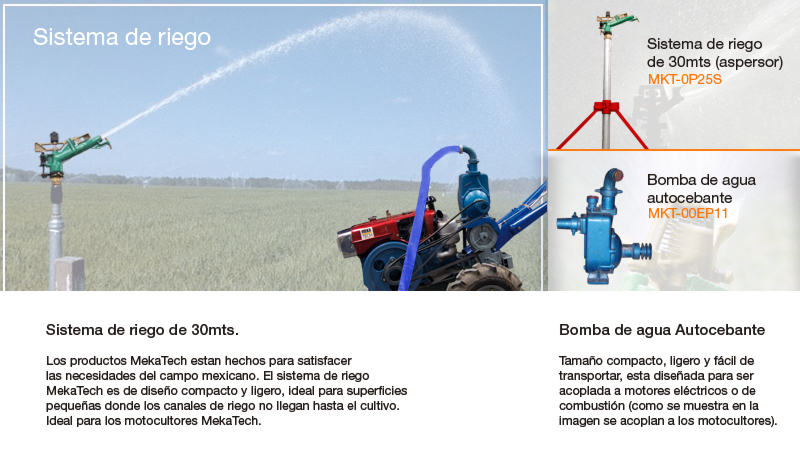 Sistema de riego
Sistema de riego
de 30mts (aspersor)
MKT-0P25S
Bomba de agua
autocebante
MKT-00EP11
Sistema de riego de 30mts.
Los productos MekaTech estan hechos para satisfacer
las necesidades del campo mexicano. El sistema de riego
MekaTech es de diseño compacto y ligero, ideal para superficies
pequeñas donde los canales de riego no llegan hasta el cultivo.
Ideal para los motocultores MekaTech.
Bomba de agua Autocebante
Tamaño compacto, ligero y fácil de
transportar, esta diseñada para ser
acoplada a motores eléctricos o de
combustión (como se muestra en la
imagen se acoplan a los motocultores).